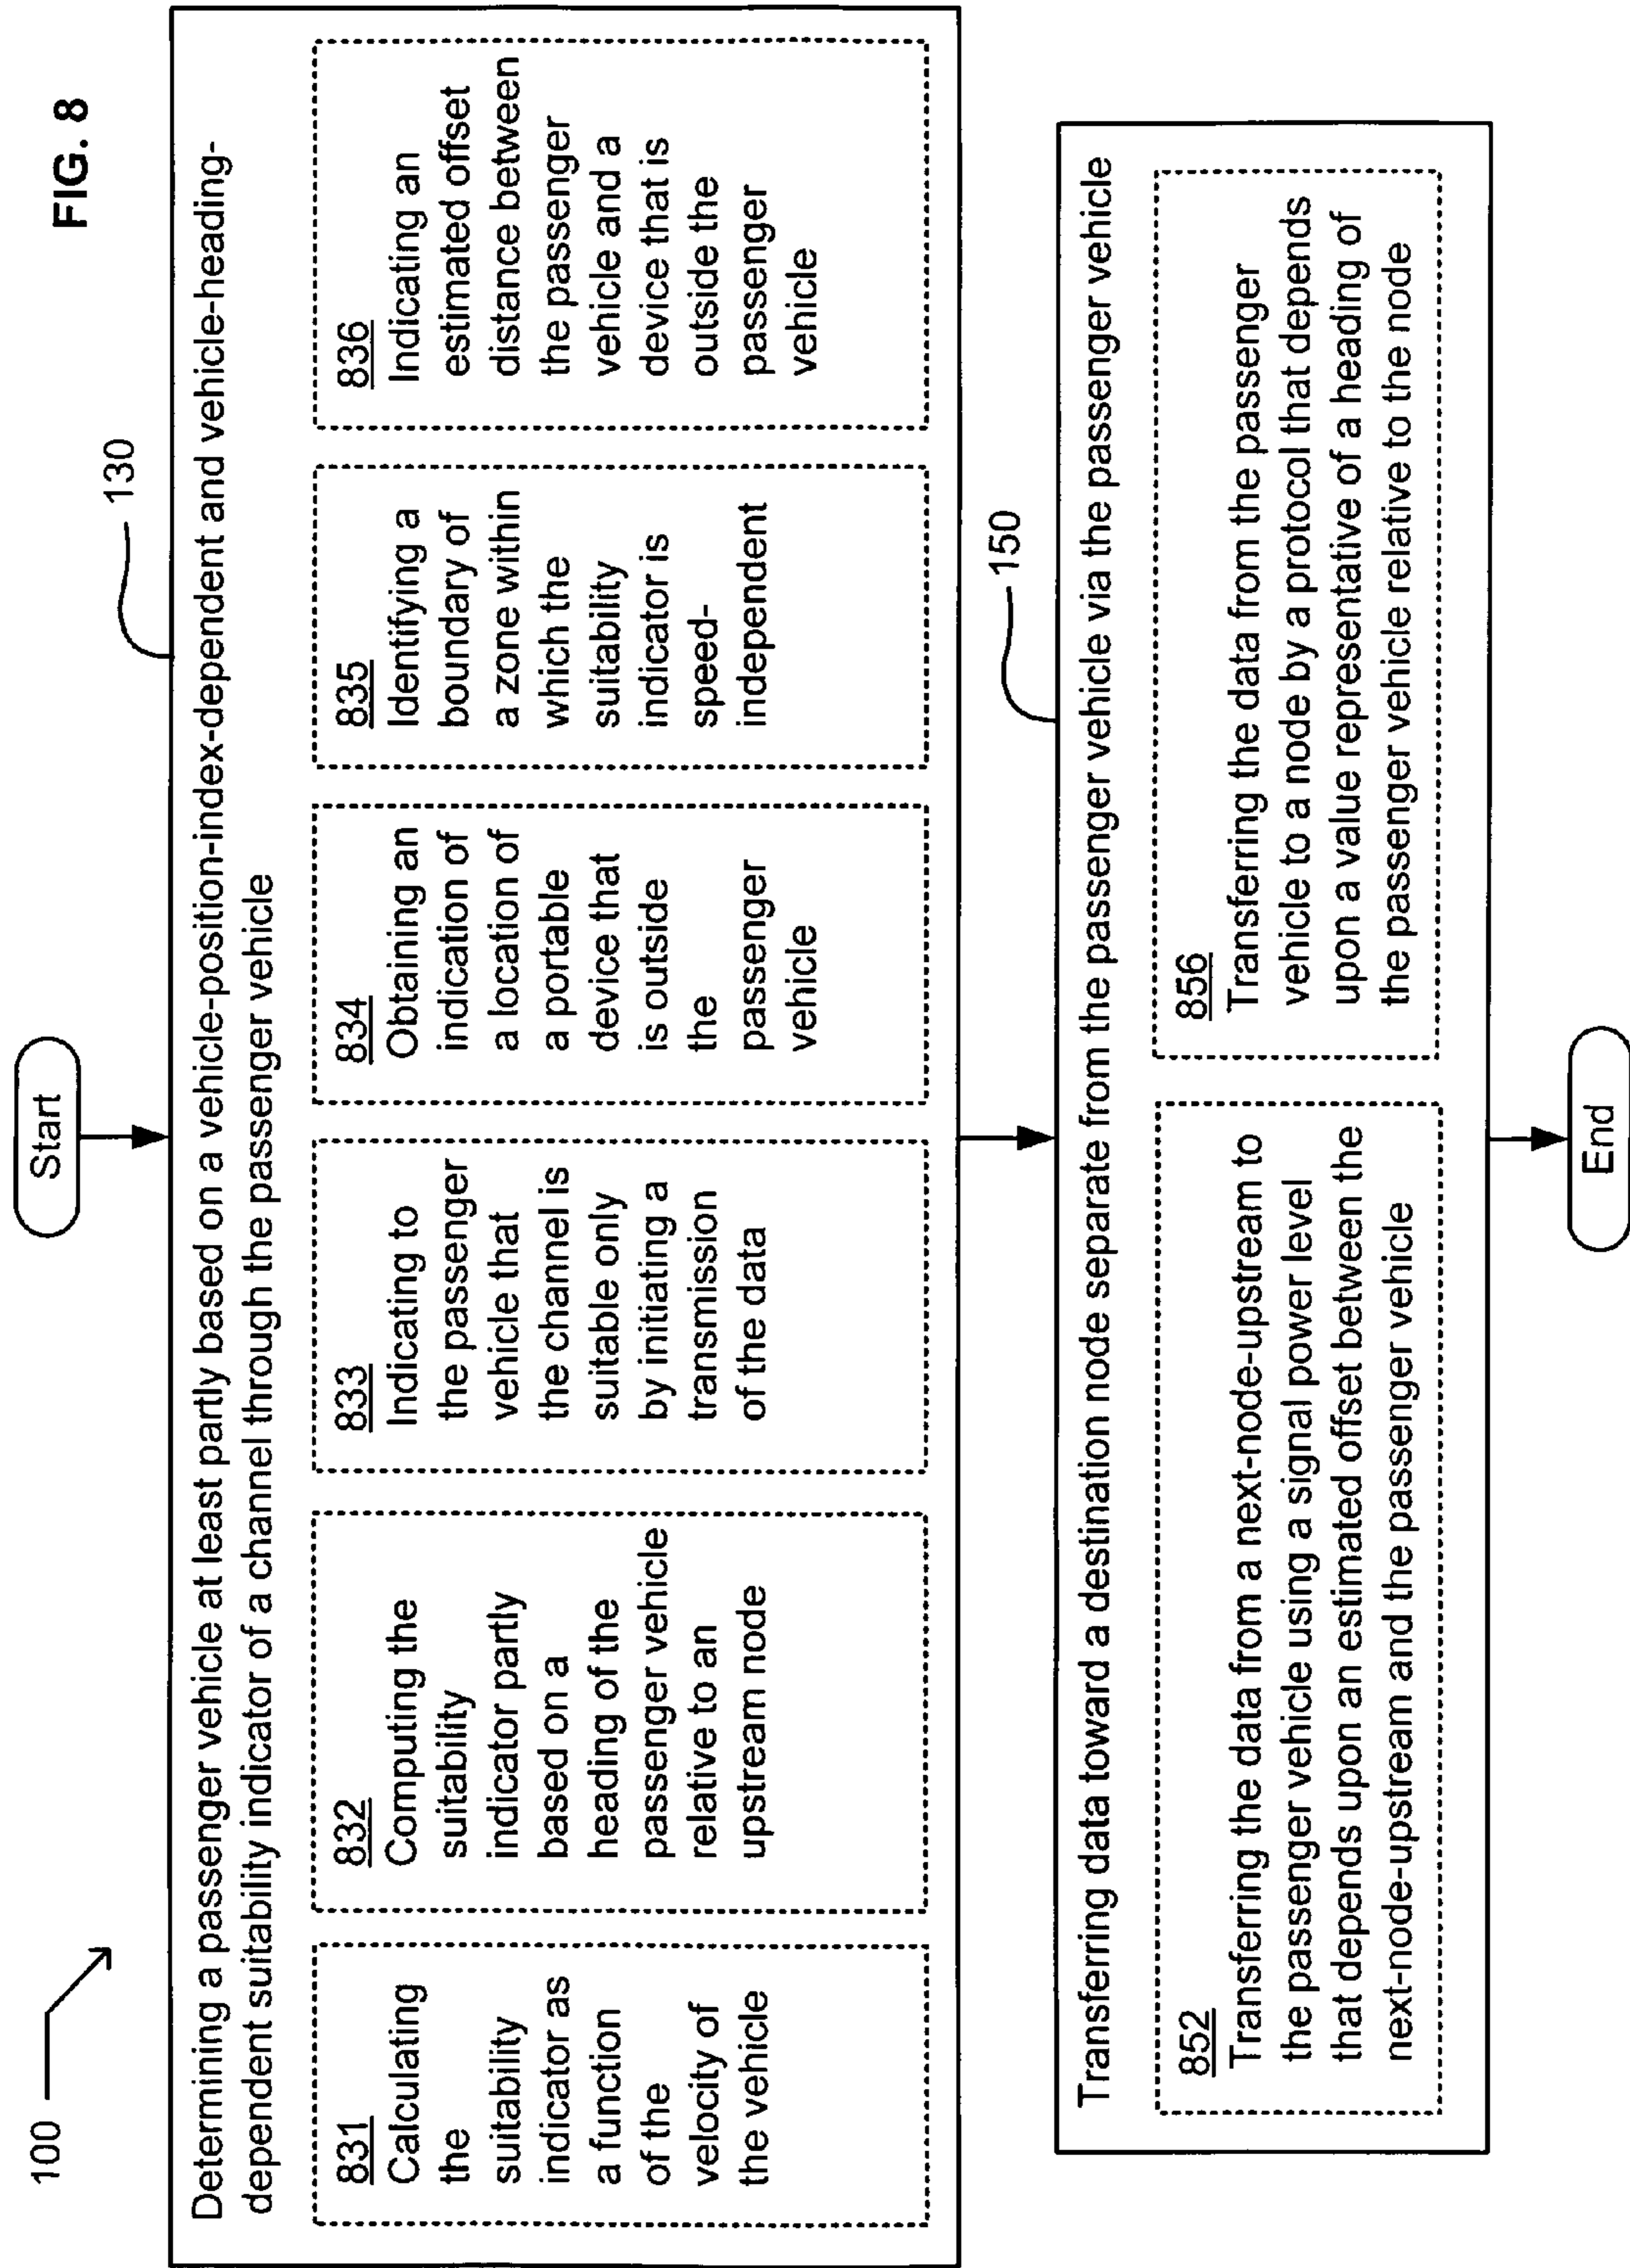 FIG. 8
100
Start
130
Determining a passenger vehicle at least partly based on a vehicle-position-index-dependent and vehicle-heading-
dependent suitability indicator of a channel through the passenger vehicle
831
Calculating
the
suitability
indicator as
a function
of the
velocity of
the vehicle
832
Computing the
suitability
indicator partly
based on a
heading of the
passenger vehicle
relative to an
upstream node
833
Indicating to
the passenger
vehicle that
the channel is
suitable only
by initiating a
transmission
of the data
834
Obtaining an
indication of
a location of
a portable
device that
is outside
the
passenger
vehicle
835
Identifying a
boundary of
a zone within
which the
suitability
indicator is
speed-
independent
836
Indicating an
estimated offset
distance between
the passenger
vehicle and a
device that is
outside the
passenger
vehicle
150
Transferring data toward a destination node separate from the passenger vehicle via the passenger vehicle
852
Transferring the data from a next-node-upstream to
the passenger vehicle using a signal power level
that depends upon an estimated offset between the
next-node-upstream and the passenger vehicle
856
Transferring the data from the passenger
vehicle to a node by a protocol that depends
upon a value representative of a heading of
the passenger vehicle relative to the node
End